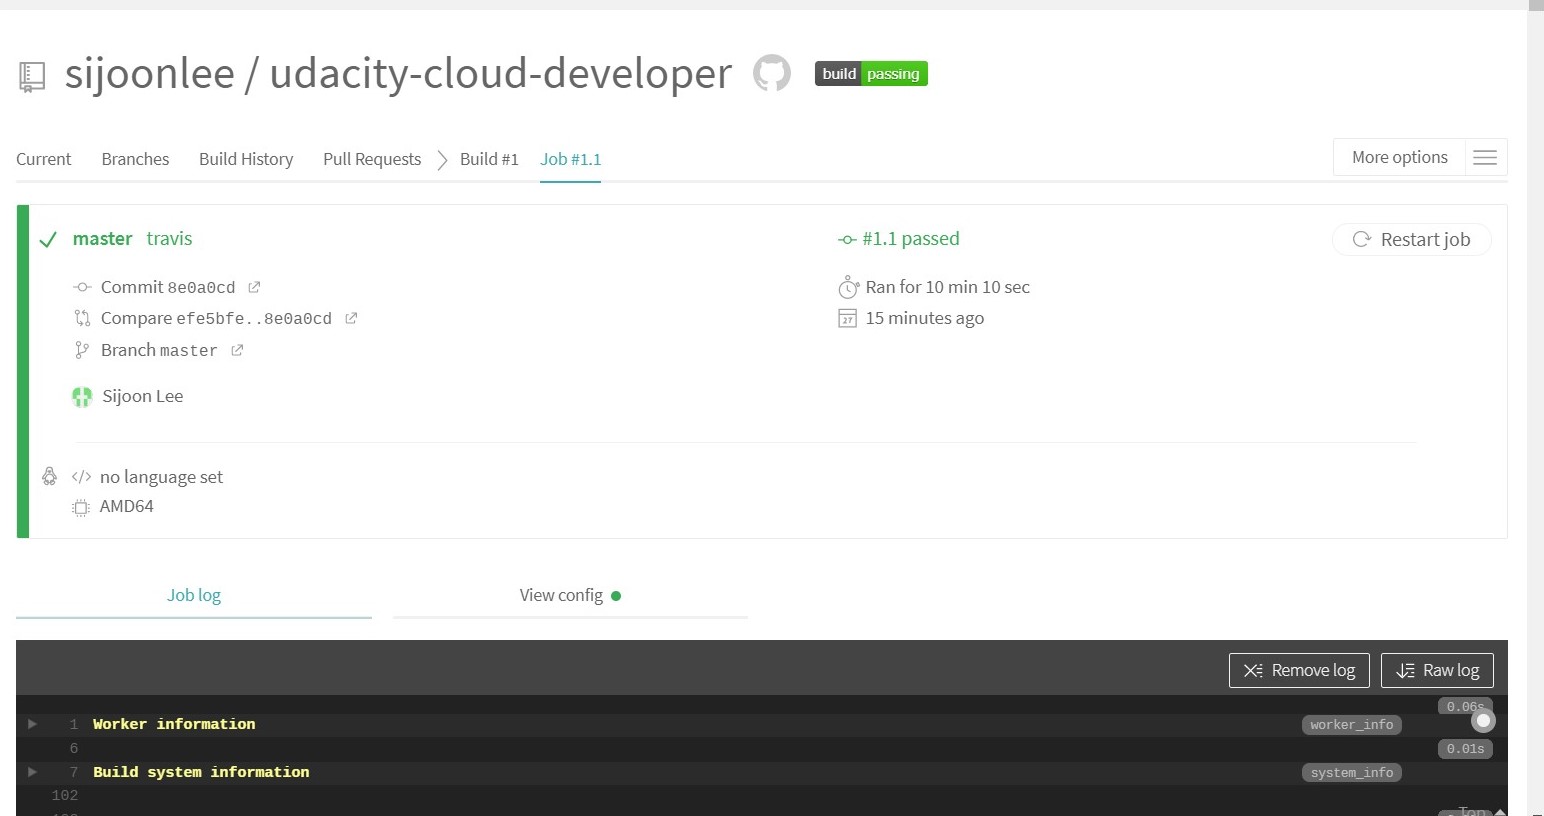 sijoonlee / udacity-cloud-developer build passing
Current Branches Build History Pull Requests Build #1 Job #1.1 More options
master travis #1.1 passed Restart job
Commit 8e0a0cd Ran for 10 min 10 sec
Compare efe5bfe..8e0a0cd 27 15 minutes ago
Branch master
Sijoon Lee
</> no language set
AMD64
Job log View config
Remove log Raw log
0.06s
1 Worker information worker_info
6 0.01s
7 Build system information system_info
102
Top